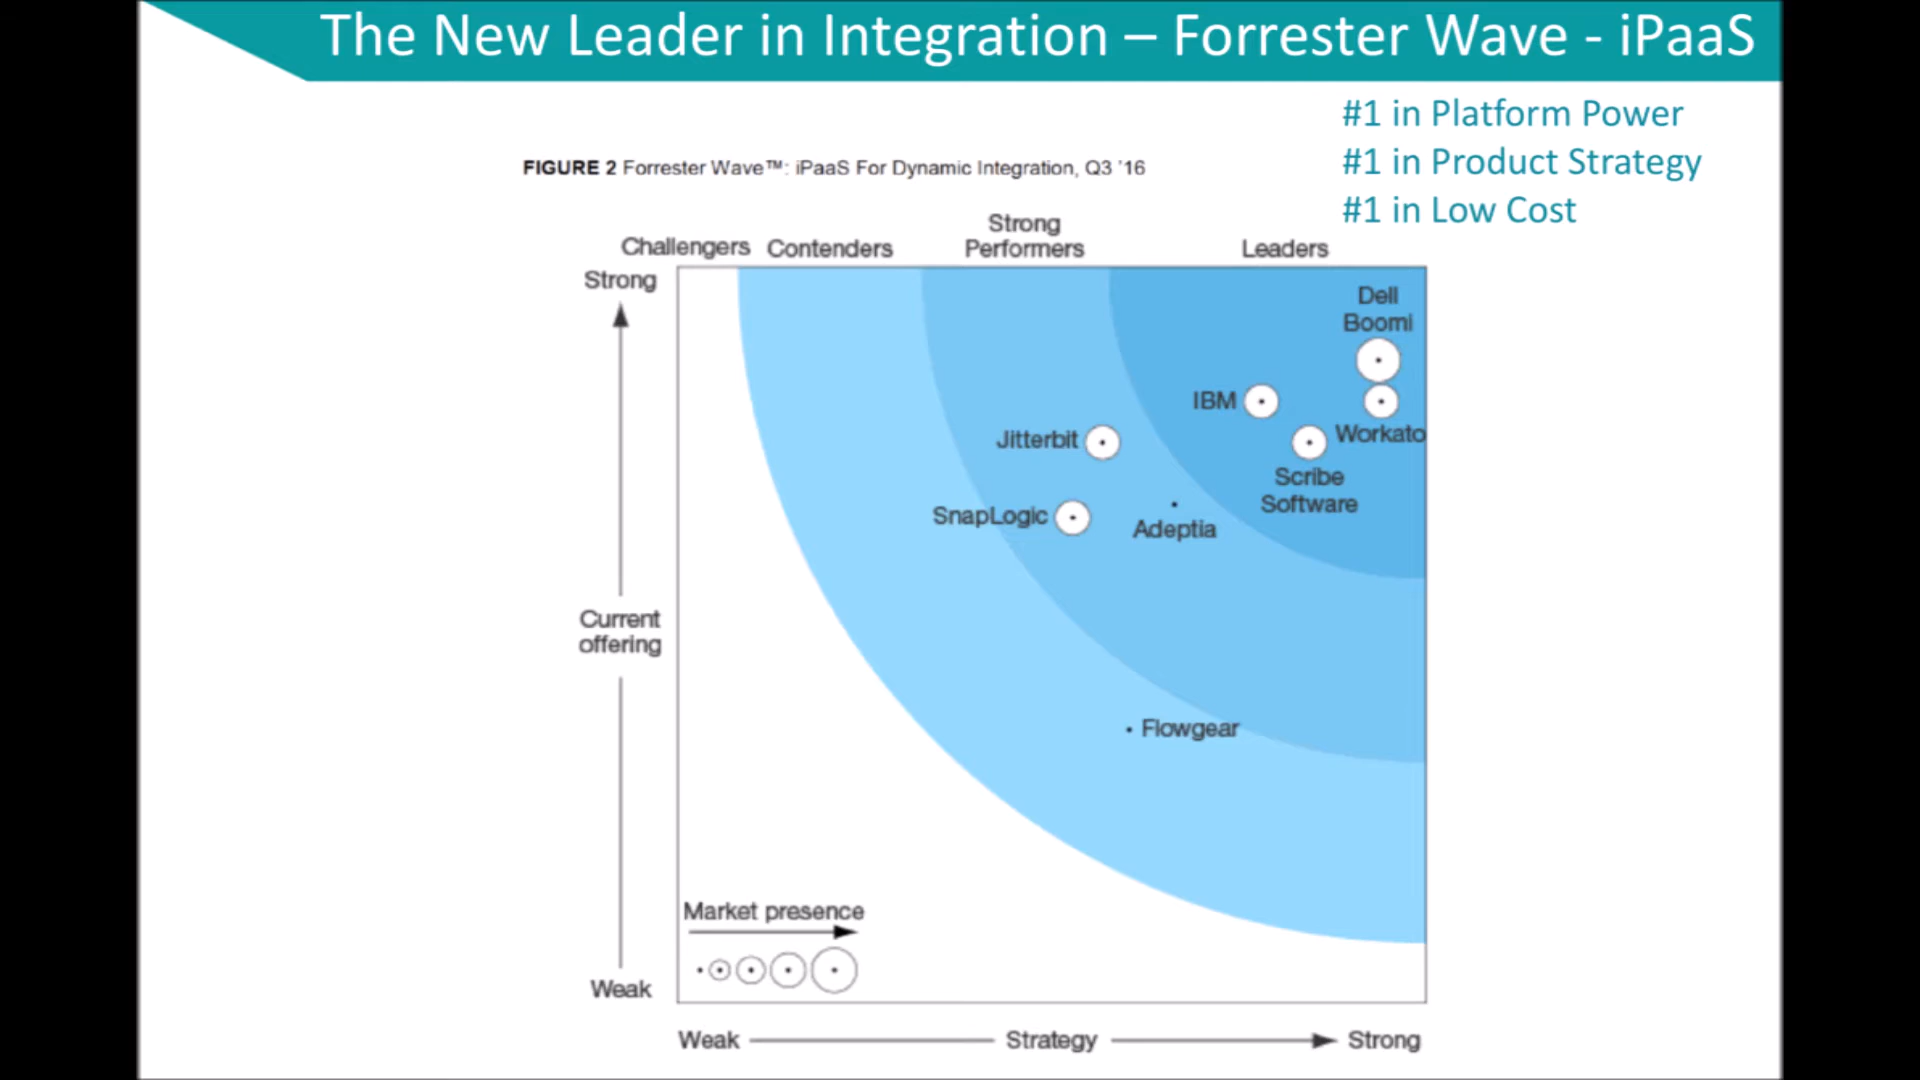 The New Leader in Integration – Forrester Wave - iPaaS
#1 in Platform Power
#1 in Product Strategy
#1 in Low Cost
FIGURE 2 Forrester Wave™: iPaaS For Dynamic Integration, Q3 '16
Challengers Contenders
Strong
Performers
Leaders
Strong
Dell
Boomi
IBM
Jitterbit
Workato
Scribe
Software
SnapLogic
Adeptia
Current
offering
Flowgear
Market presence
Weak
Weak Strategy Strong